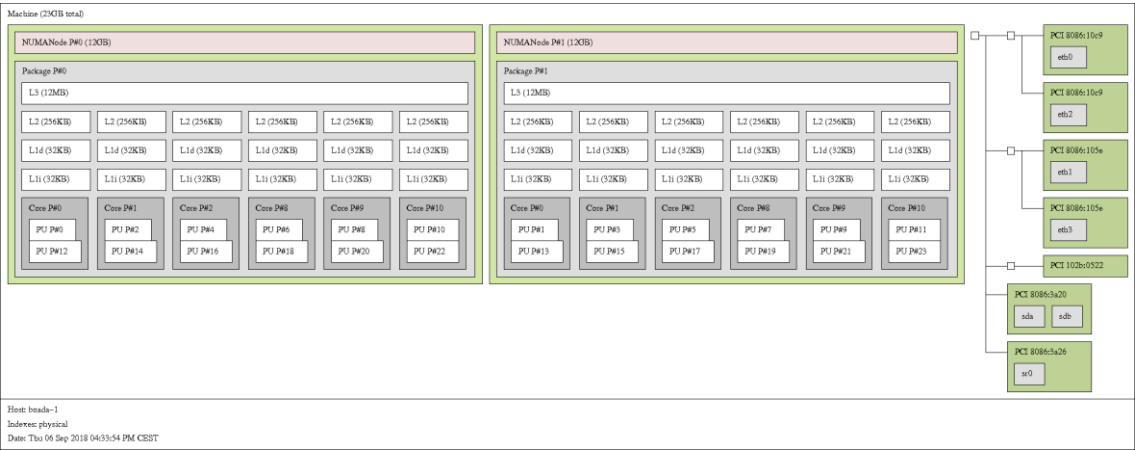 Machine (23GB total)
NUMANode P#0 (12GB)
Package P#0
L3 (12MB)
L2 (256KB) L2 (256KB) L2 (256KB) L2 (256KB) L2 (256KB) L2 (256KB)
L1d (32KB) L1d (32KB) L1d (32KB) L1d (32KB) L1d (32KB) L1d (32KB)
L1i (32KB) L1i (32KB) L1i (32KB) L1i (32KB) L1i (32KB) L1i (32KB)
Core P#0 Core P#1 Core P#2 Core P#8 Core P#9 Core P#10
PU P#0 PU P#2 PU P#4 PU P#6 PU P#8 PU P#10
PU P#12 PU P#14 PU P#16 PU P#18 PU P#20 PU P#22
NUMANode P#1 (12GB)
Package P#1
L3 (12MB)
L2 (256KB) L2 (256KB) L2 (256KB) L2 (256KB) L2 (256KB) L2 (256KB)
L1d (32KB) L1d (32KB) L1d (32KB) L1d (32KB) L1d (32KB) L1d (32KB)
L1i (32KB) L1i (32KB) L1i (32KB) L1i (32KB) L1i (32KB) L1i (32KB)
Core P#0 Core P#1 Core P#2 Core P#8 Core P#9 Core P#10
PU P#1 PU P#3 PU P#5 PU P#7 PU P#9 PU P#11
PU P#13 PU P#15 PU P#17 PU P#19 PU P#21 PU P#23
PCI 8086:10c9
eth0
PCI 8086:10c9
eth2
PCI 8086:105e
eth1
PCI 8086:105e
eth3
PCI 102b:0522
PCI 8086:3a20
sda sdb
PCI 8086:3a26
sr0
Host: boada-1
Indexes: physical
Date: Thu 06 Sep 2018 04:33:54 PM CEST